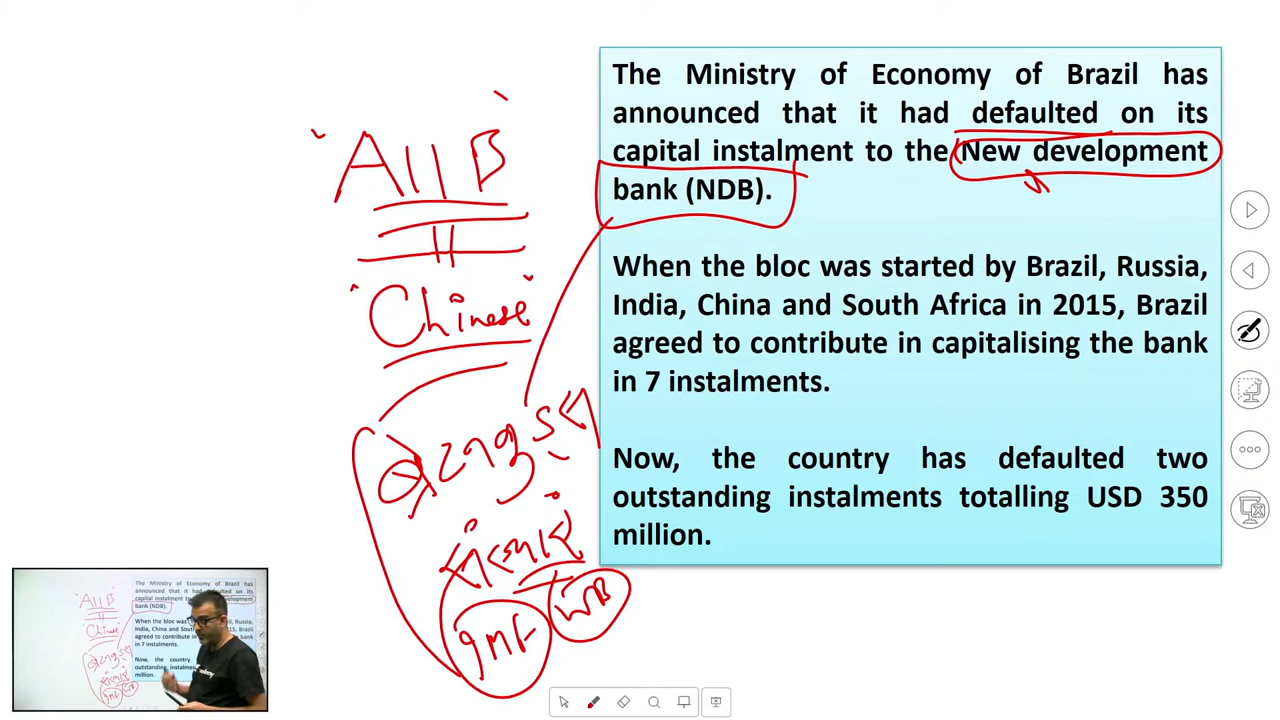 The Ministry of Economy of Brazil has
announced that it had defaulted on its
capital instalment to the New development
bank (NDB).
When the bloc was started by Brazil, Russia,
India, China and South Africa in 2015, Brazil
agreed to contribute in capitalising the bank
in 7 instalments.
Now, the country has defaulted two
outstanding instalments totalling USD 350
million.
"AIIB"
"Chinese"
IMF
WB